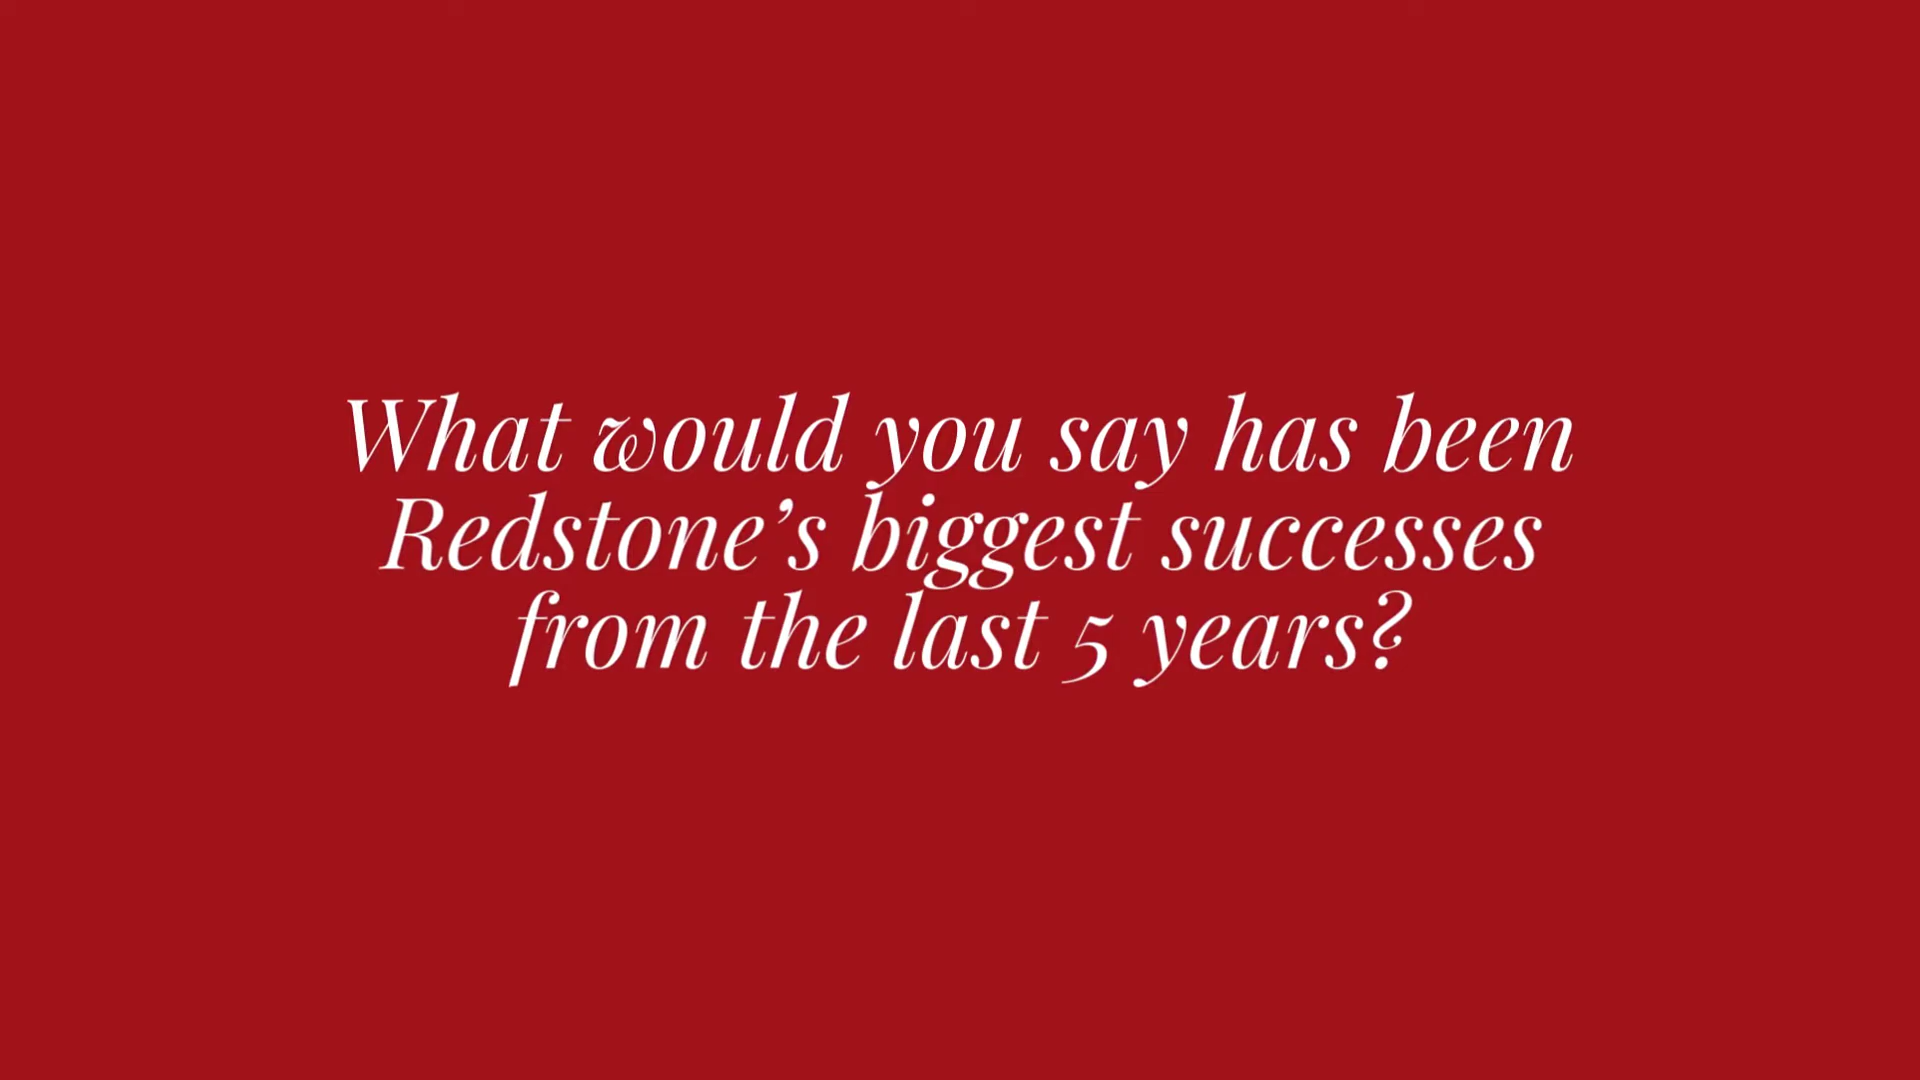 What would you say has been
Redstone’s biggest successes
from the last 5 years?